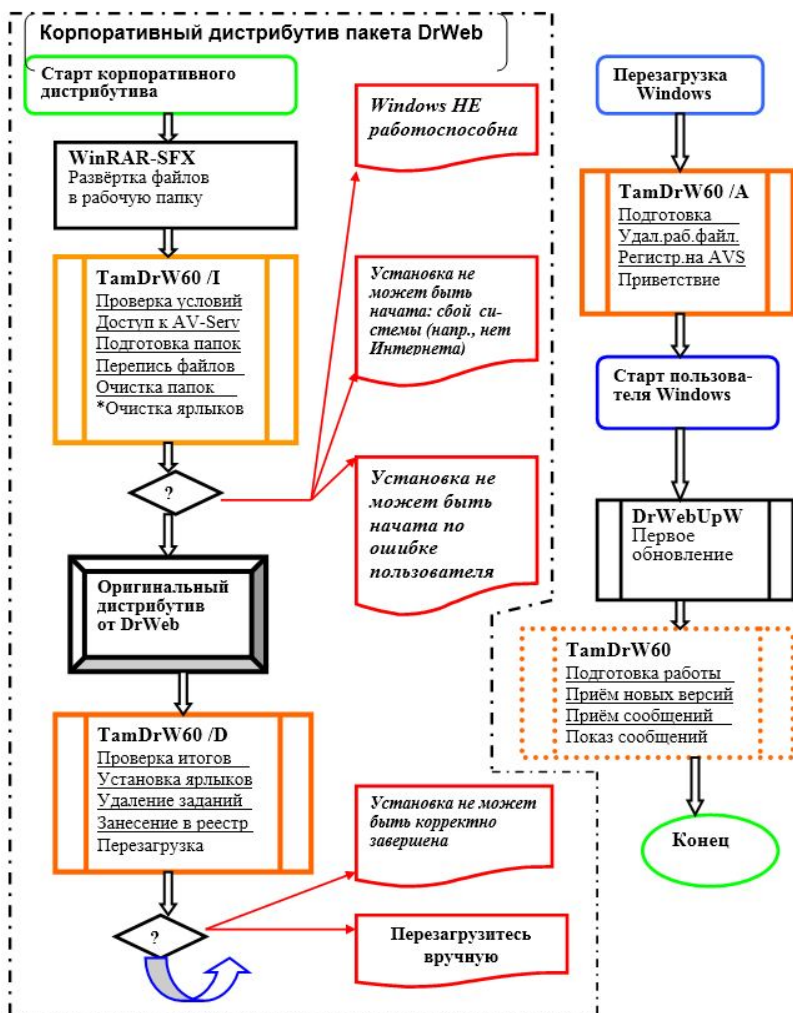 Корпоративный дистрибутив пакета DrWeb
Старт корпоративного
дистрибутива
WinRAR-SFX
Развёртка файлов
в рабочую папку
TamDrW60 /I
Проверка условий
Доступ к AV-Serv
Подготовка папок
Перепись файлов
Очистка папок
*Очистка ярлыков
?
Оригинальный
дистрибутив
от DrWeb
TamDrW60 /D
Проверка итогов
Установка ярлыков
Удаление заданий
Занесение в реестр
Перезагрузка
?
Windows НЕ
работоспособна
Установка не
может быть
начата: сбой си-
стемы (напр., нет
Интернета)
Установка не
может быть
начата по
ошибке
пользователя
Установка не может
быть корректно
завершена
Перезагрузитесь
вручную
Перезагрузка
Windows
TamDrW60 /A
Подготовка
Удал.раб.файл.
Регистр.на AVS
Приветствие
Старт пользова-
теля Windows
DrWebUpW
Первое
обновление
TamDrW60
Подготовка работы
Приём новых версий
Приём сообщений
Показ сообщений
Конец